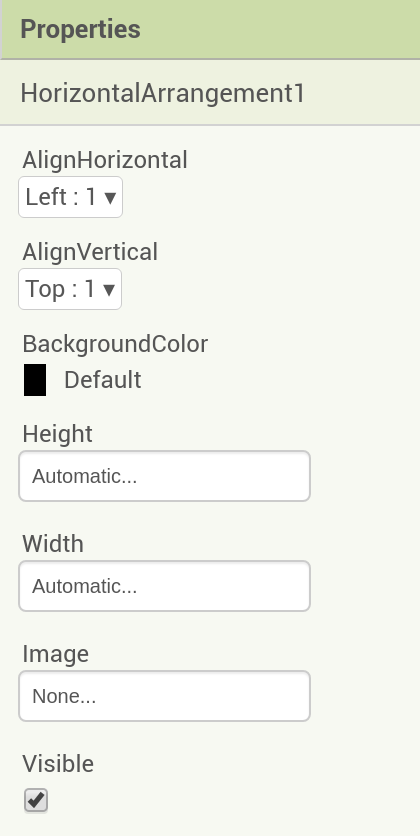 Properties
HorizontalArrangement1
AlignHorizontal
Left : 1 ▾
AlignVertical
Top : 1 ▾
BackgroundColor
Default
Height
Automatic...
Width
Automatic...
Image
None...
Visible